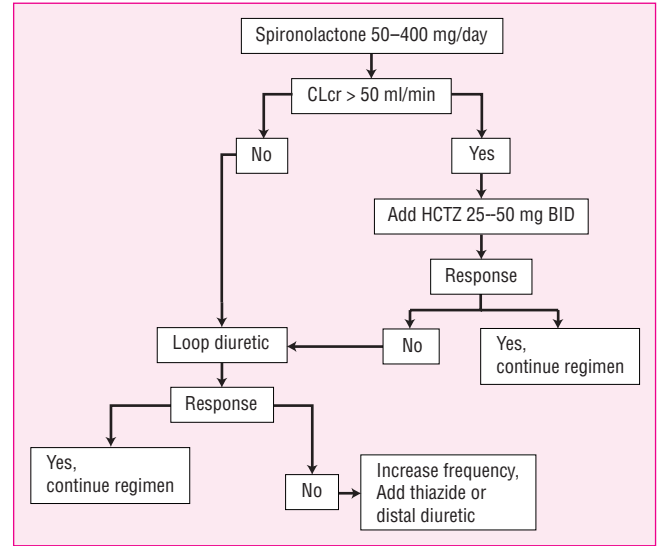 Spironolactone 50–400 mg/day
CLcr > 50 ml/min
No
Yes
Add HCTZ 25--50 mg BID
Response
Loop diuretic
No
Yes,
continue regimen
Response
Yes,
continue regimen
No
Increase frequency,
Add thiazide or
distal diuretic